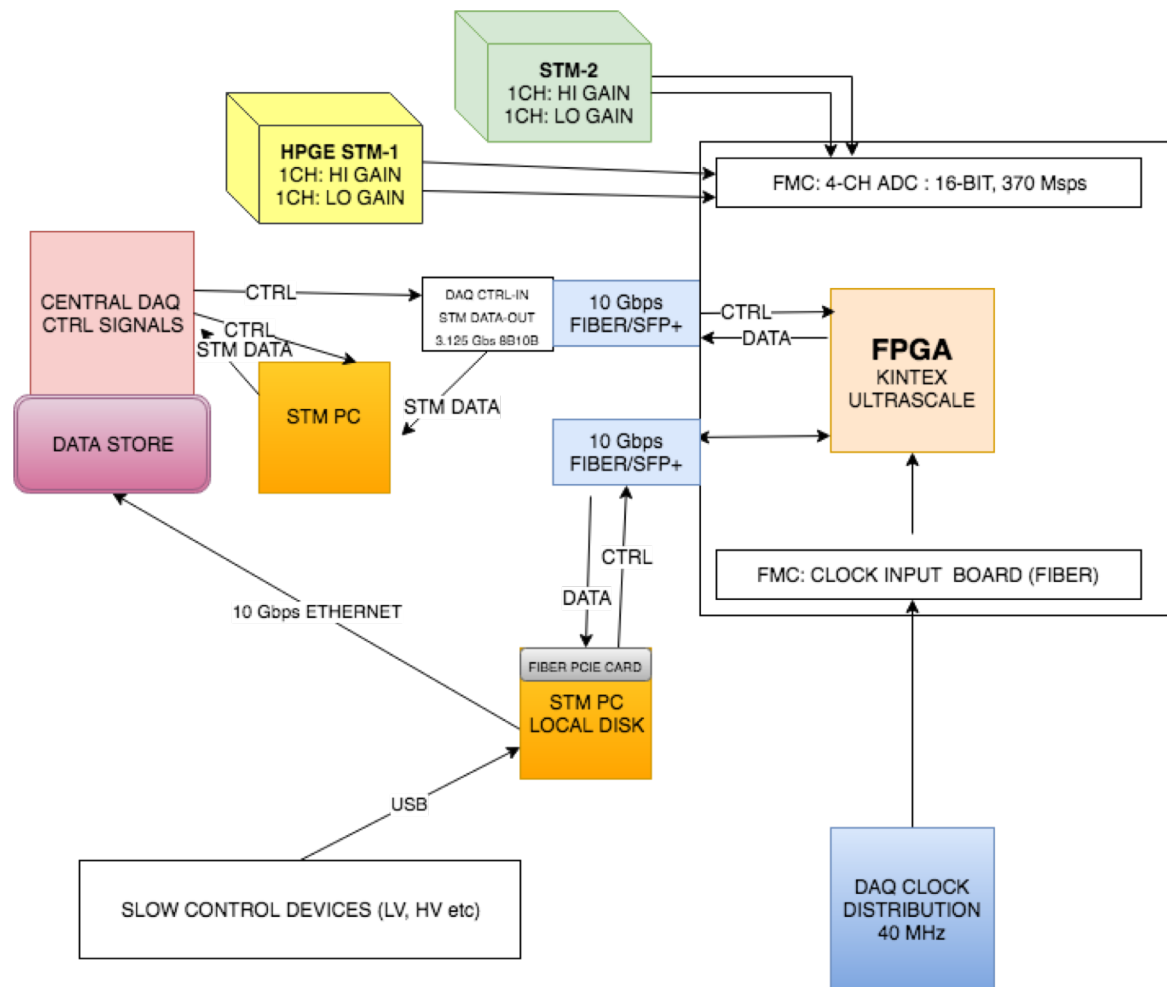 STM-2
1CH: HI GAIN
1CH: LO GAIN
HPGE STM-1
1CH: HI GAIN
1CH: LO GAIN
FMC: 4-CH ADC : 16-BIT, 370 Msps
CENTRAL DAQ
CTRL SIGNALS
CTRL
CTRL
STM DATA
DAQ CTRL-IN
STM DATA-OUT
3.125 Gbs 8B10B
10 Gbps
FIBER/SFP+
CTRL
DATA
FPGA
KINTEX
ULTRASCALE
STM PC
STM DATA
DATA STORE
10 Gbps
FIBER/SFP+
DATA
CTRL
FMC: CLOCK INPUT BOARD (FIBER)
10 Gbps ETHERNET
FIBER PCIE CARD
STM PC
LOCAL DISK
USB
SLOW CONTROL DEVICES (LV, HV etc)
DAQ CLOCK
DISTRIBUTION
40 MHz